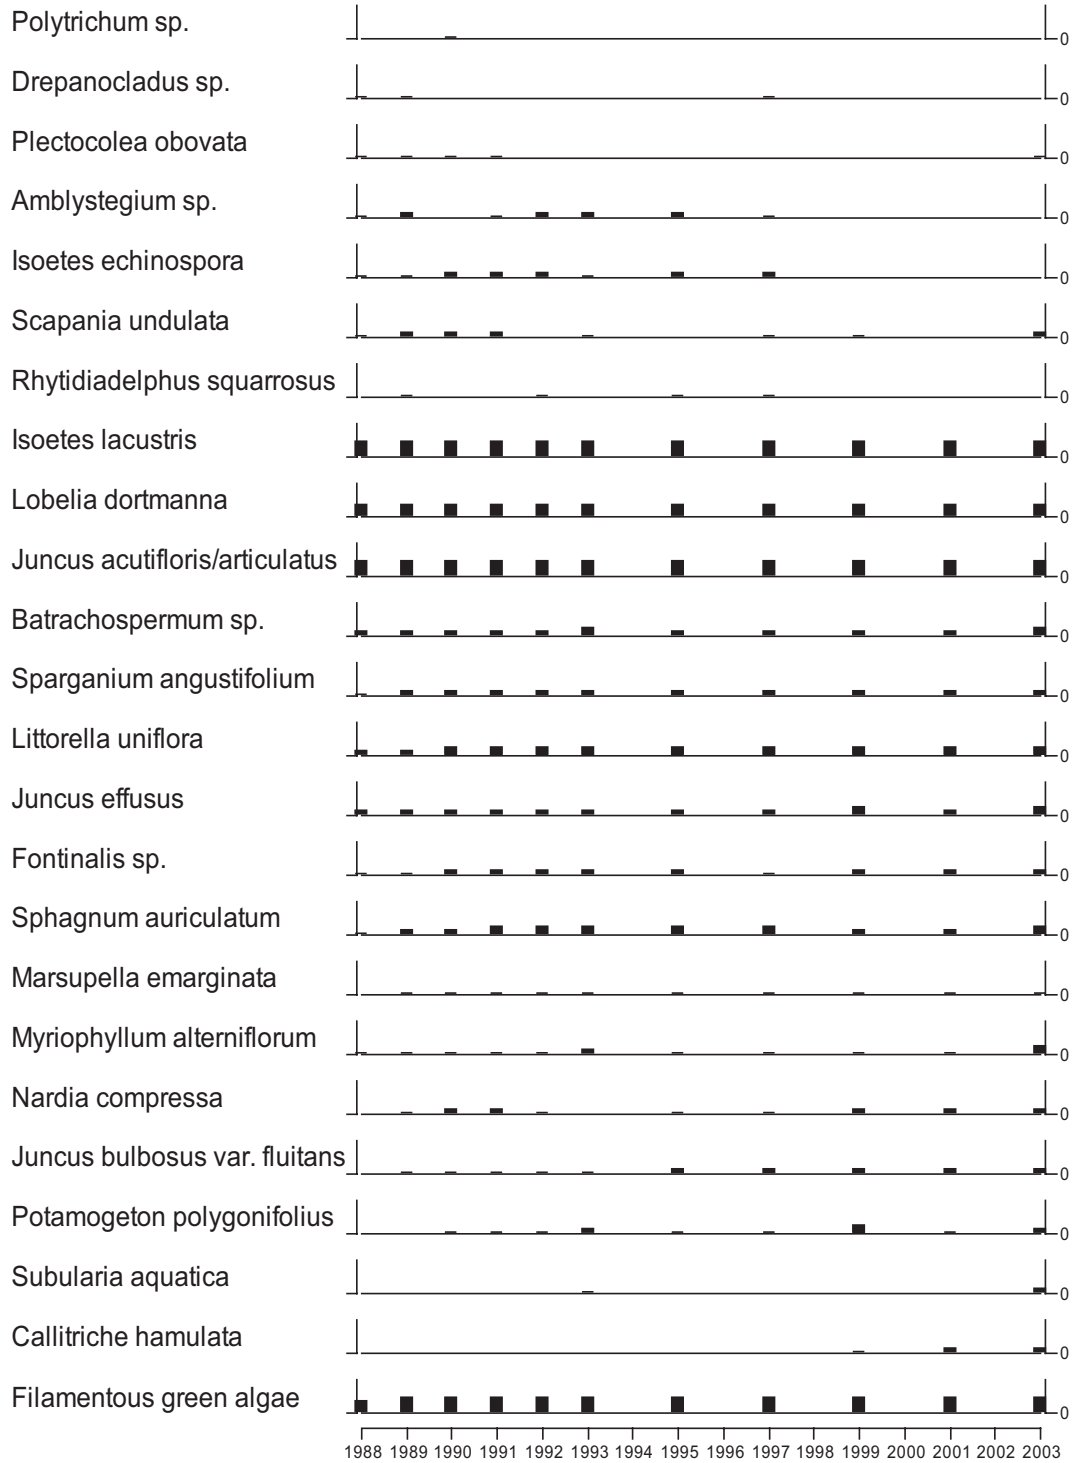 Polytrichum sp. 0
Drepanocladus sp. 0
Plectocolea obovata 0
Amblystegium sp. 0
Isoetes echinospora 0
Scapania undulata 0
Rhytidiadelphus squarrosus 0
Isoetes lacustris 0
Lobelia dortmanna 0
Juncus acutifloris/articulatus 0
Batrachospermum sp. 0
Sparganium angustifolium 0
Littorella uniflora 0
Juncus effusus 0
Fontinalis sp. 0
Sphagnum auriculatum 0
Marsupella emarginata 0
Myriophyllum alterniflorum 0
Nardia compressa 0
Juncus bulbosus var. fluitans 0
Potamogeton polygonifolius 0
Subularia aquatica 0
Callitriche hamulata 0
Filamentous green algae 0
1988 1989 1990 1991 1992 1993 1994 1995 1996 1997 1998 1999 2000 2001 2002 2003